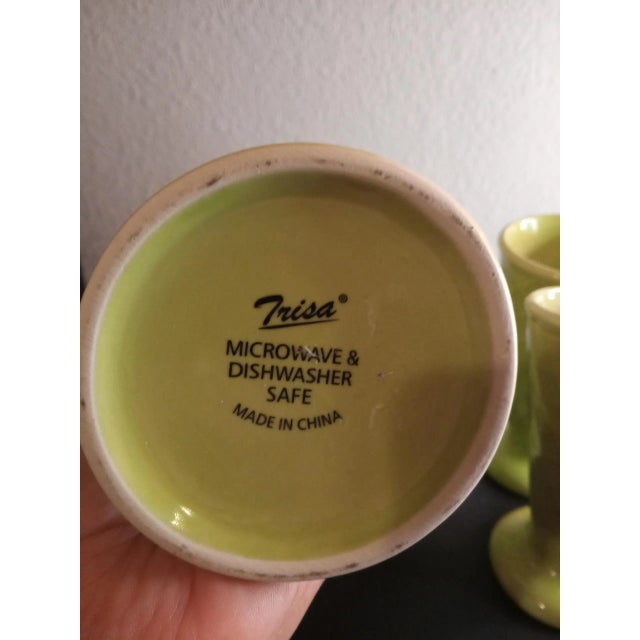 Trisa®
MICROWAVE &
DISHWASHER
SAFE
MADE IN CHINA